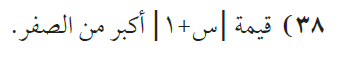 ٣٨) قيمة |س+١| أكبر من الصفر.